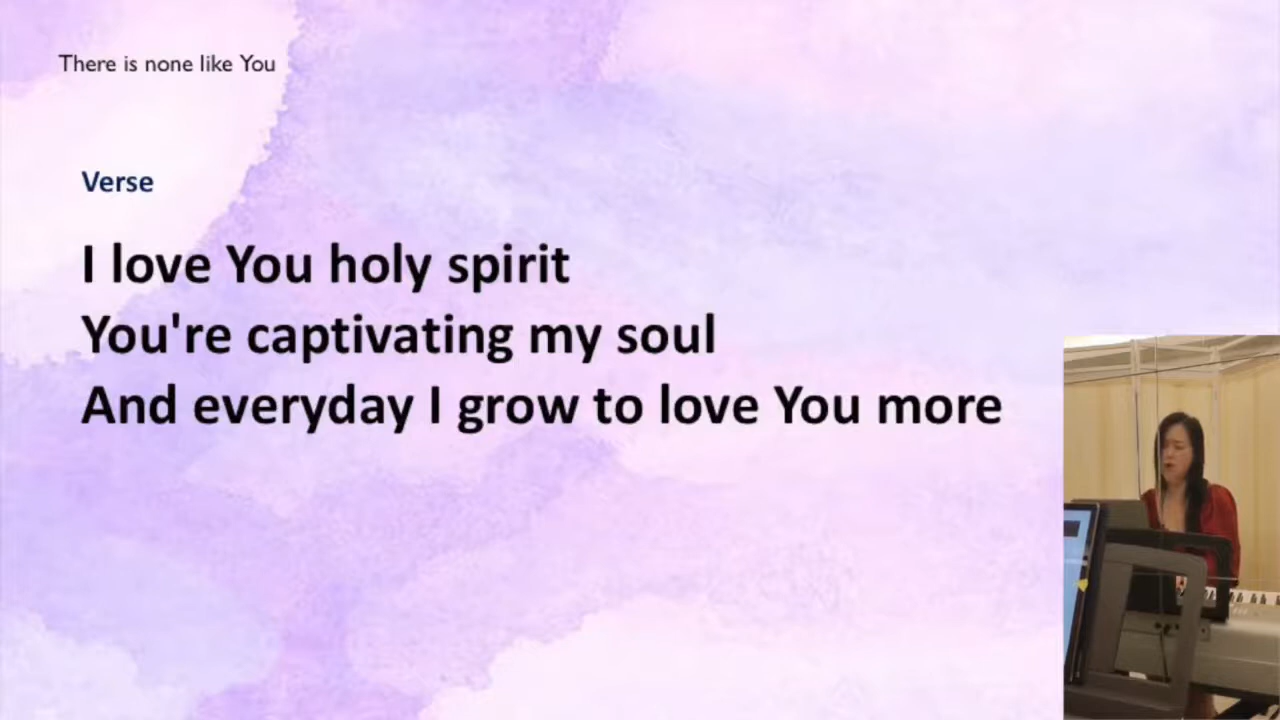 There is none like You
Verse
I love You holy spirit
You're captivating my soul
And everyday I grow to love You more